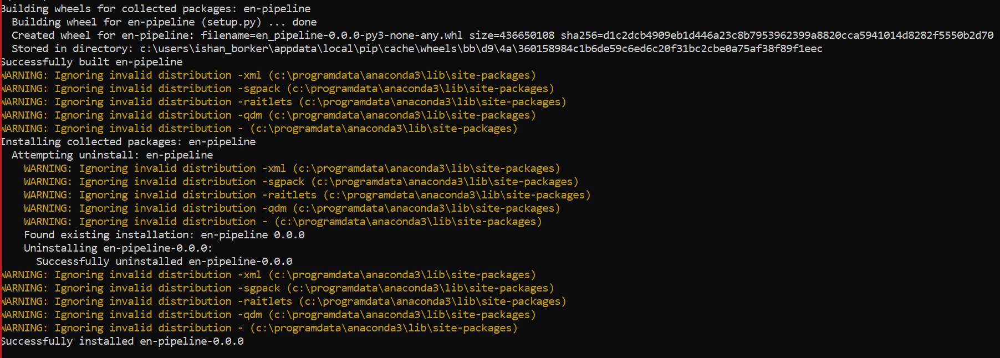 Building wheels for collected packages: en-pipeline
Building wheel for en-pipeline (setup.py) ... done
Created wheel for en-pipeline: filename=en_pipeline-0.0.0-py3-none-any.whl size=436650108 sha256=d1c2dcb4909eb1d446a23c8b7953962399a8820cca5941014d8282f5550b2d70
Stored in directory: c:\users\ishan_borker\appdata\local\pip\cache\wheels\bb\d9\4a\360158984c1b6de59c6ed6c20f31bc2cbe0a75af38f89f1eec
Successfully built en-pipeline
WARNING: Ignoring invalid distribution -xml (c:\programdata\anaconda3\lib\site-packages)
WARNING: Ignoring invalid distribution -sgpack (c:\programdata\anaconda3\lib\site-packages)
WARNING: Ignoring invalid distribution -raitlets (c:\programdata\anaconda3\lib\site-packages)
WARNING: Ignoring invalid distribution -qdm (c:\programdata\anaconda3\lib\site-packages)
WARNING: Ignoring invalid distribution - (c:\programdata\anaconda3\lib\site-packages)
Installing collected packages: en-pipeline
Attempting uninstall: en-pipeline
WARNING: Ignoring invalid distribution -xml (c:\programdata\anaconda3\lib\site-packages)
WARNING: Ignoring invalid distribution -sgpack (c:\programdata\anaconda3\lib\site-packages)
WARNING: Ignoring invalid distribution -raitlets (c:\programdata\anaconda3\lib\site-packages)
WARNING: Ignoring invalid distribution -qdm (c:\programdata\anaconda3\lib\site-packages)
WARNING: Ignoring invalid distribution - (c:\programdata\anaconda3\lib\site-packages)
Found existing installation: en-pipeline 0.0.0
Uninstalling en-pipeline-0.0.0:
Successfully uninstalled en-pipeline-0.0.0
WARNING: Ignoring invalid distribution -xml (c:\programdata\anaconda3\lib\site-packages)
WARNING: Ignoring invalid distribution -sgpack (c:\programdata\anaconda3\lib\site-packages)
WARNING: Ignoring invalid distribution -raitlets (c:\programdata\anaconda3\lib\site-packages)
WARNING: Ignoring invalid distribution -qdm (c:\programdata\anaconda3\lib\site-packages)
WARNING: Ignoring invalid distribution - (c:\programdata\anaconda3\lib\site-packages)
Successfully installed en-pipeline-0.0.0